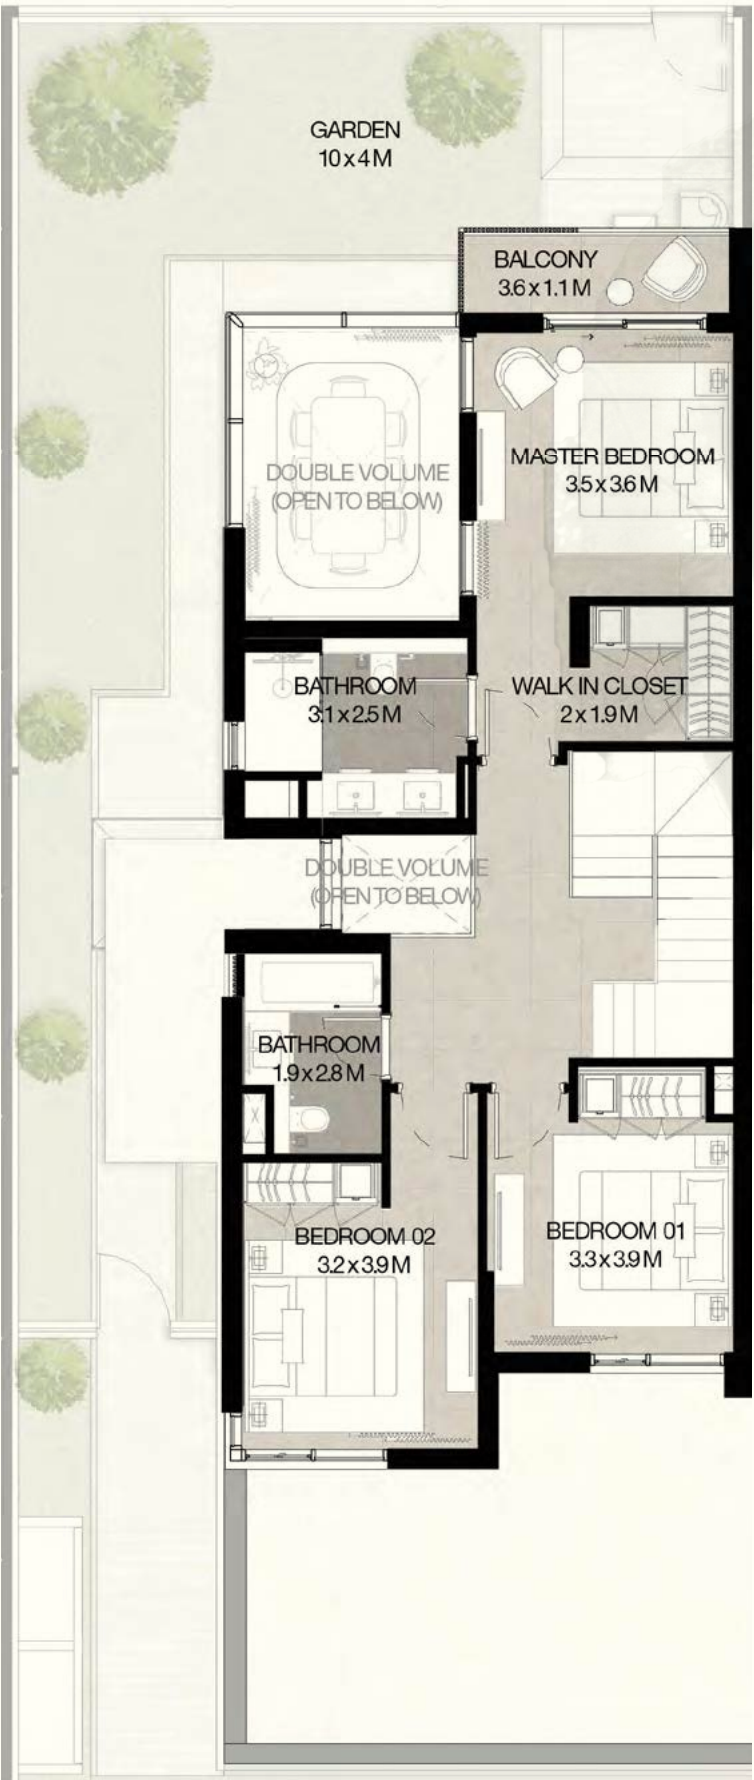 GARDEN
10 x 4 M
BALCONY
3.6 x 1.1 M
MASTER BEDROOM
3.5 x 3.6 M
DOUBLE VOLUME
(OPEN TO BELOW)
BATHROOM
3.1 x 2.5 M
WALK IN CLOSET
2 x 1.9 M
DOUBLE VOLUME
(OPEN TO BELOW)
BATHROOM
1.9 x 2.8 M
BEDROOM 02
3.2 x 3.9 M
BEDROOM 01
3.3 x 3.9 M